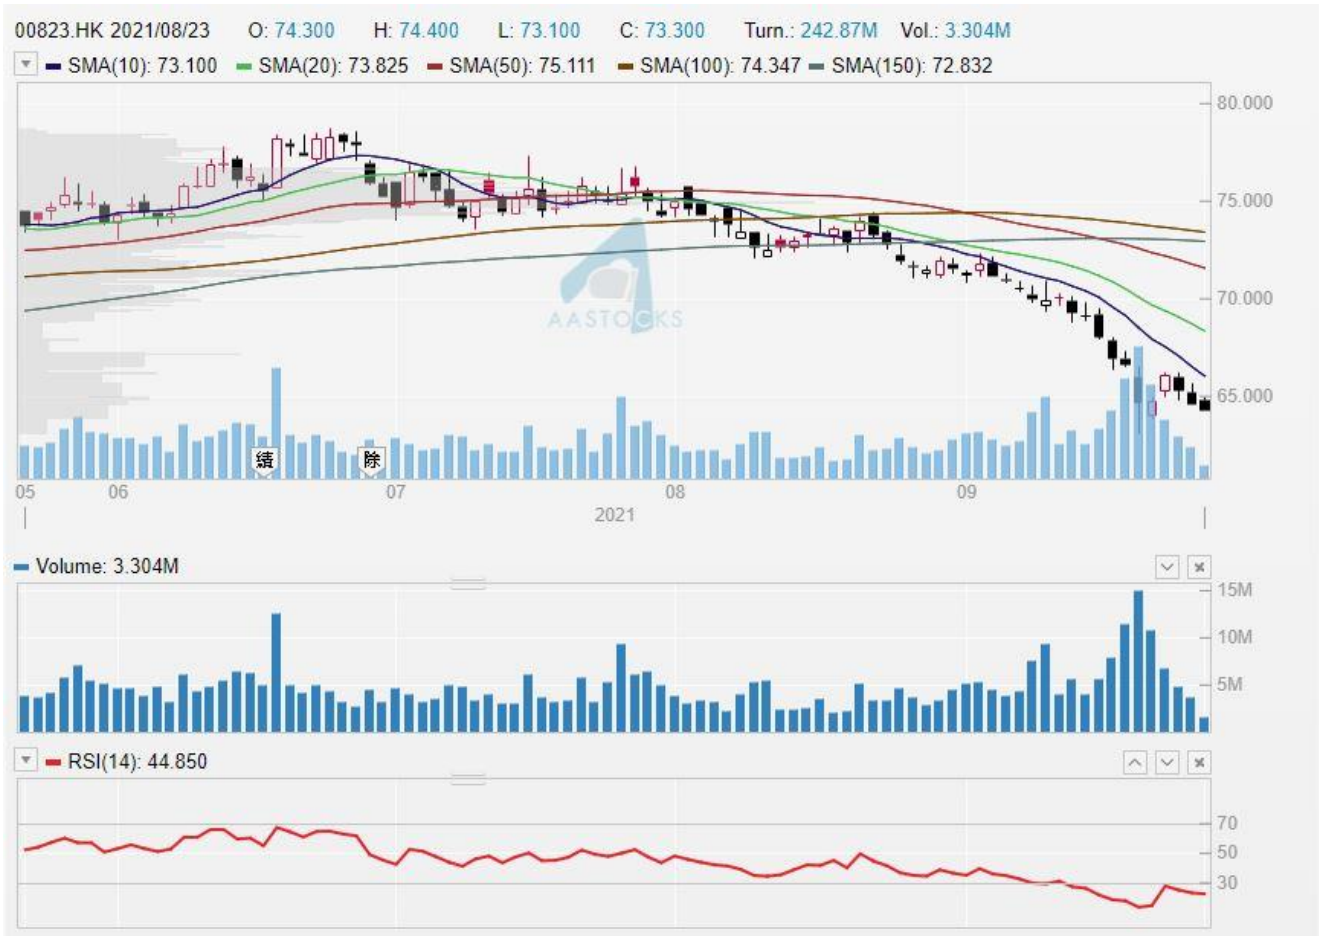 00823.HK 2021/08/23 O: 74.300 H: 74.400 L: 73.100 C: 73.300 Turn.: 242.87M Vol.: 3.304M
SMA(10): 73.100 SMA(20): 73.825 SMA(50): 75.111 SMA(100): 74.347 SMA(150): 72.832
80.000
75.000
70.000
AASTOCKS
65.000
績 除
05 06 07 08 09
2021
Volume: 3.304M
15M
10M
5M
RSI(14): 44.850
70
50
30